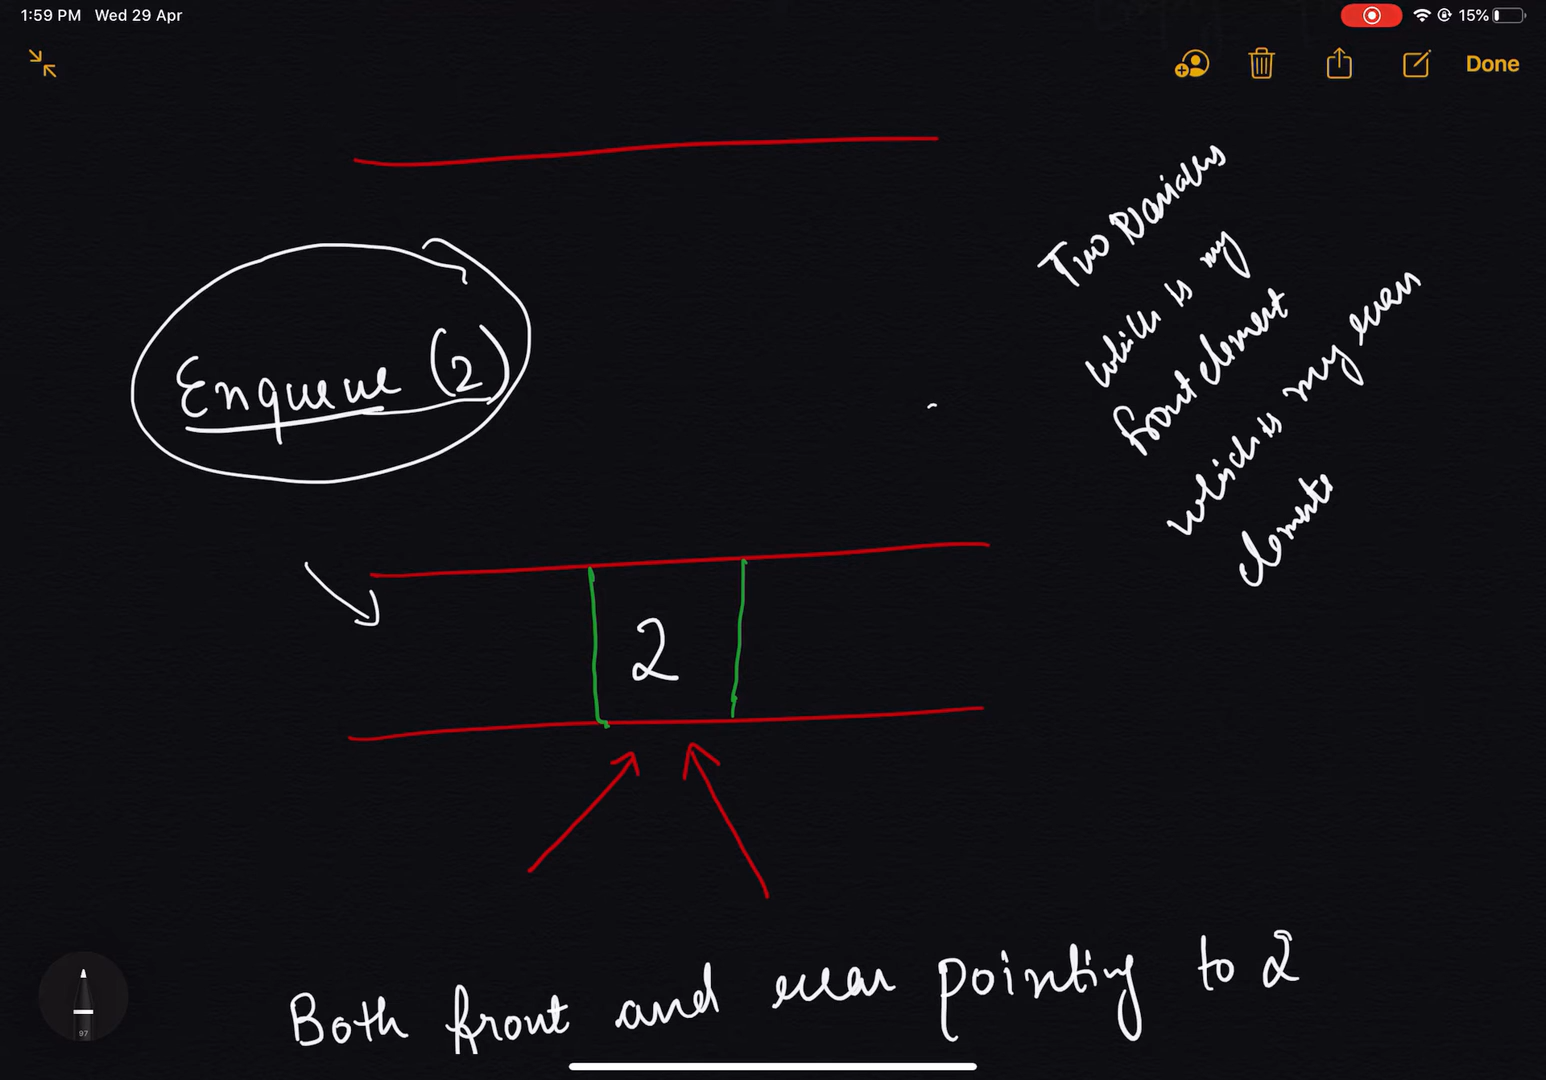 1:59 PM Wed 29 Apr
15%
Done
Two Variables
which is my
front element
which is my rear
elements
Enqueue (2)
2
Both front and rear pointing to 2
97